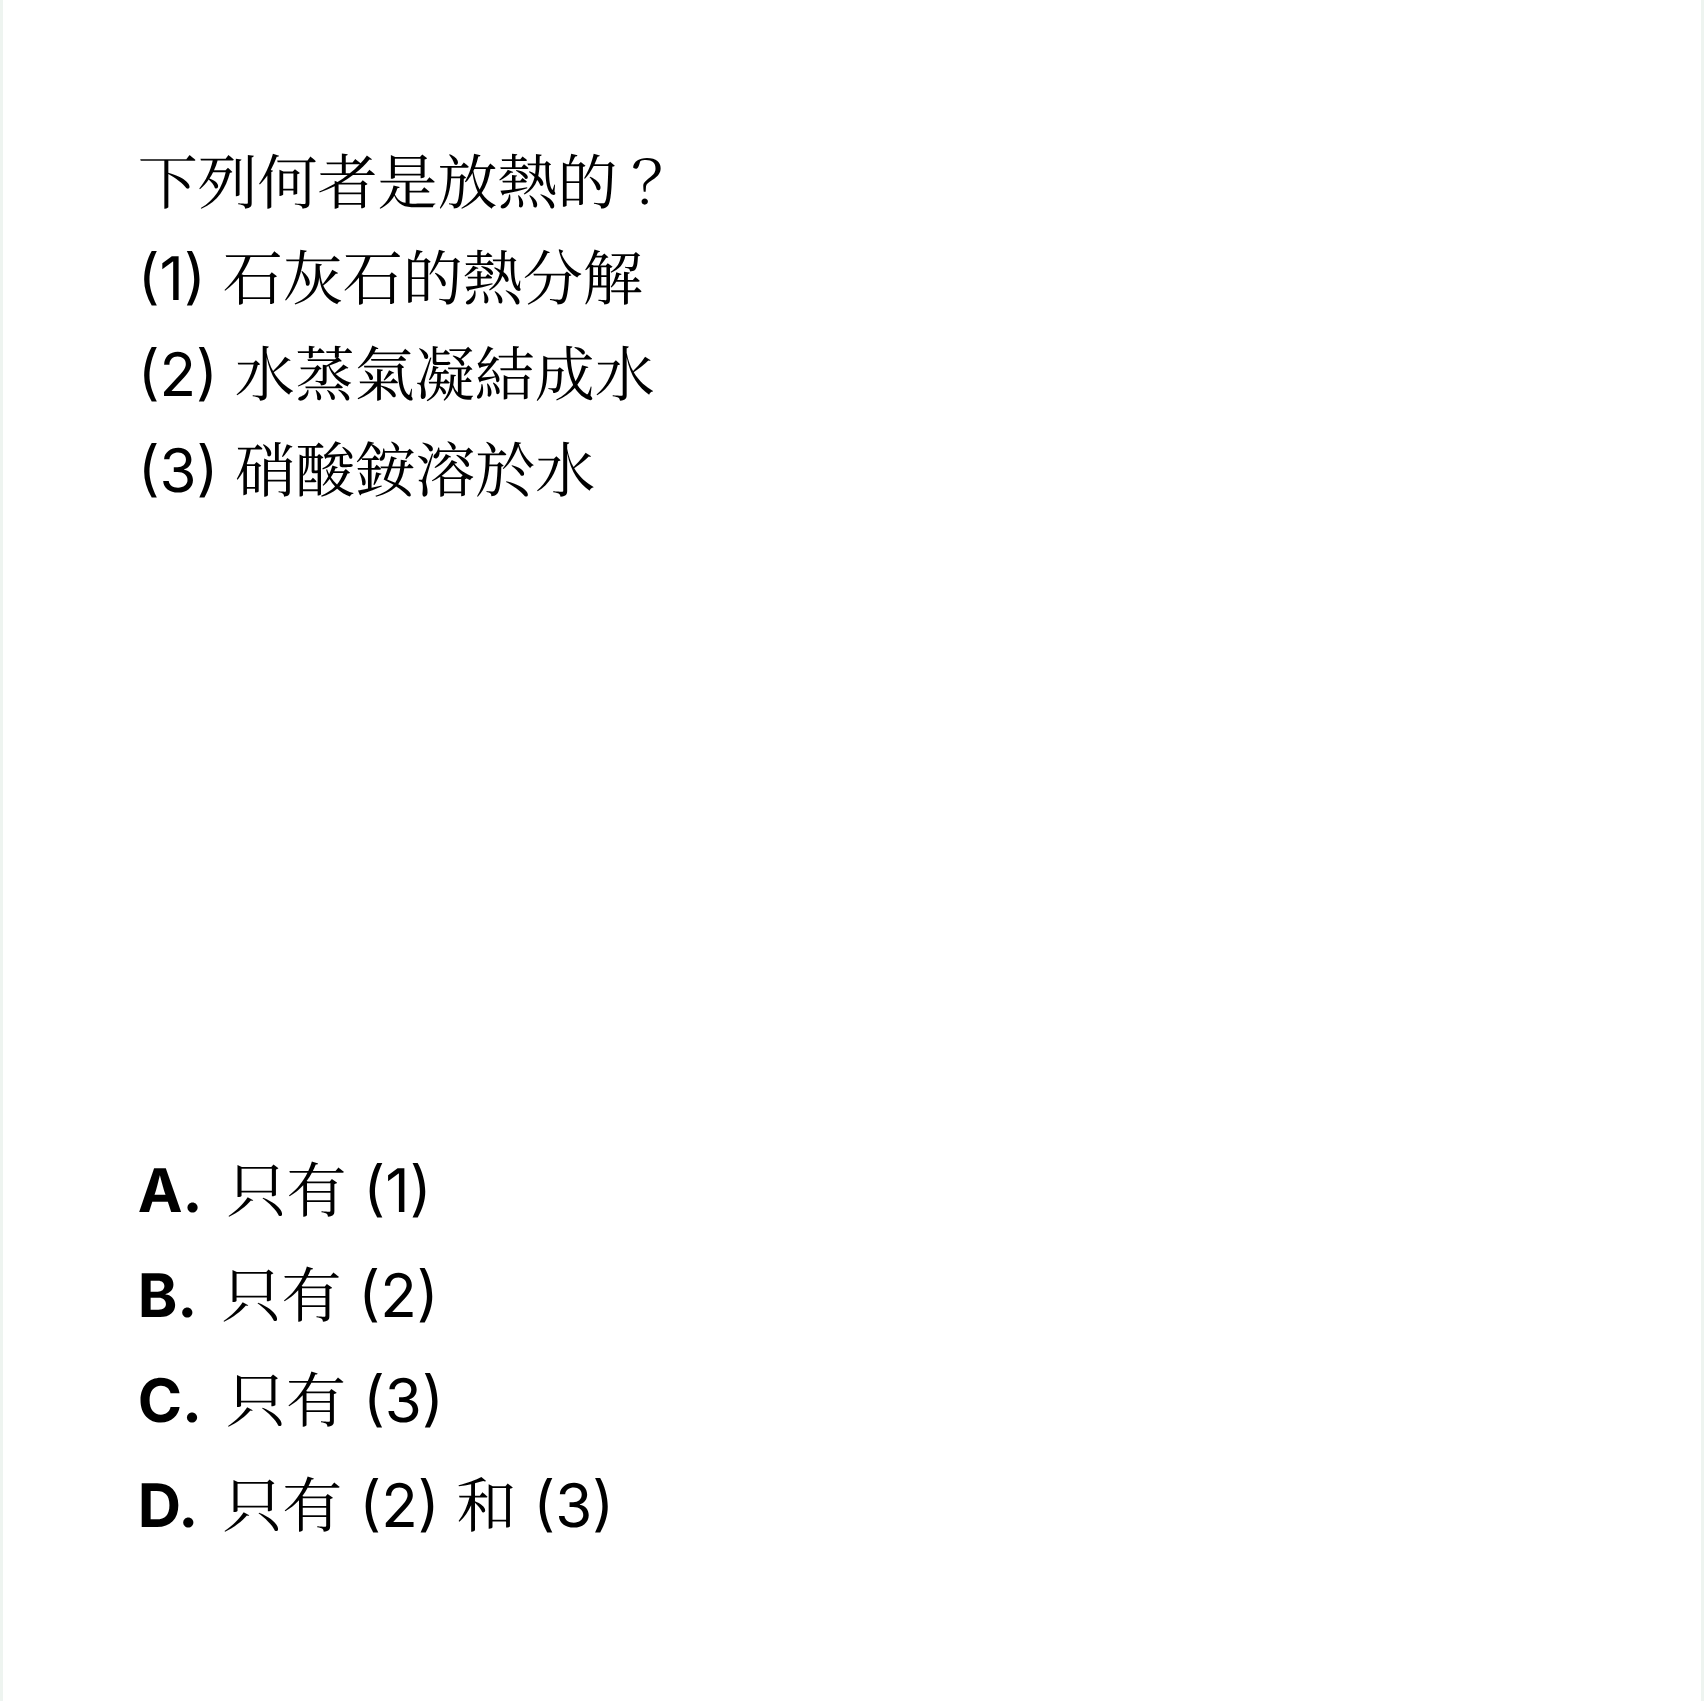 下列何者是放熱的？
(1) 石灰石的熱分解
(2) 水蒸氣凝結成水
(3) 硝酸銨溶於水
A. 只有 (1)
B. 只有 (2)
C. 只有 (3)
D. 只有 (2) 和 (3)